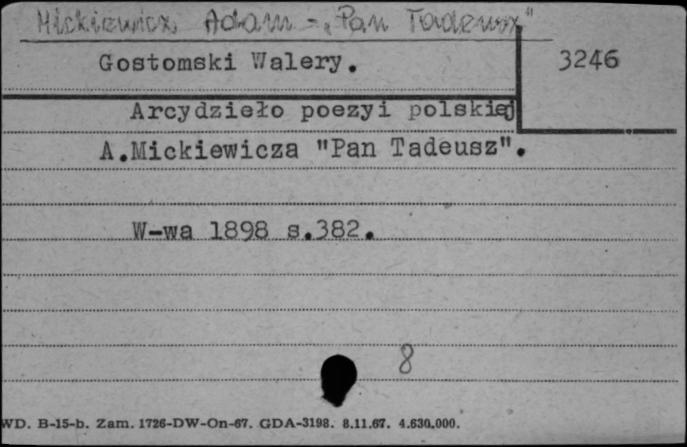 Mickiewicz Adam - „Pan Tadeusz"
Gostomski Walery.
3246
Arcydzieło poezyi polskiej
A.Mickiewicza "Pan Tadeusz".
W-wa 1898 s.382.
8
WD. B-15-b. Zam. 1726-DW-On-67. GDA-3198. 8.11.67. 4.630.000.